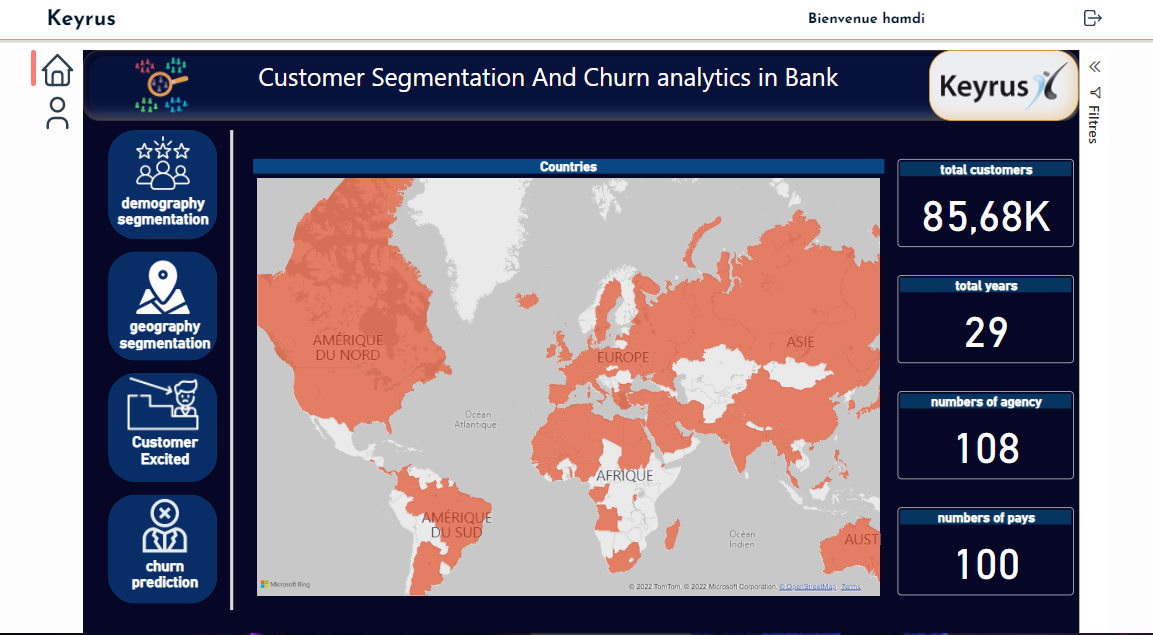 Keyrus
Bienvenue hamdi
Customer Segmentation And Churn analytics in Bank
Keyrus
Filtres
demography
segmentation
geography
segmentation
Customer
Excited
churn
prediction
Countries
AMÉRIQUE
DU NORD
EUROPE
ASIE
Océan
Atlantique
AFRIQUE
AMÉRIQUE
DU SUD
Océan
Indien
AUST
Microsoft Bing
© 2022 TomTom, © 2022 Microsoft Corporation, © OpenStreetMap Terms
total customers
85,68K
total years
29
numbers of agency
108
numbers of pays
100